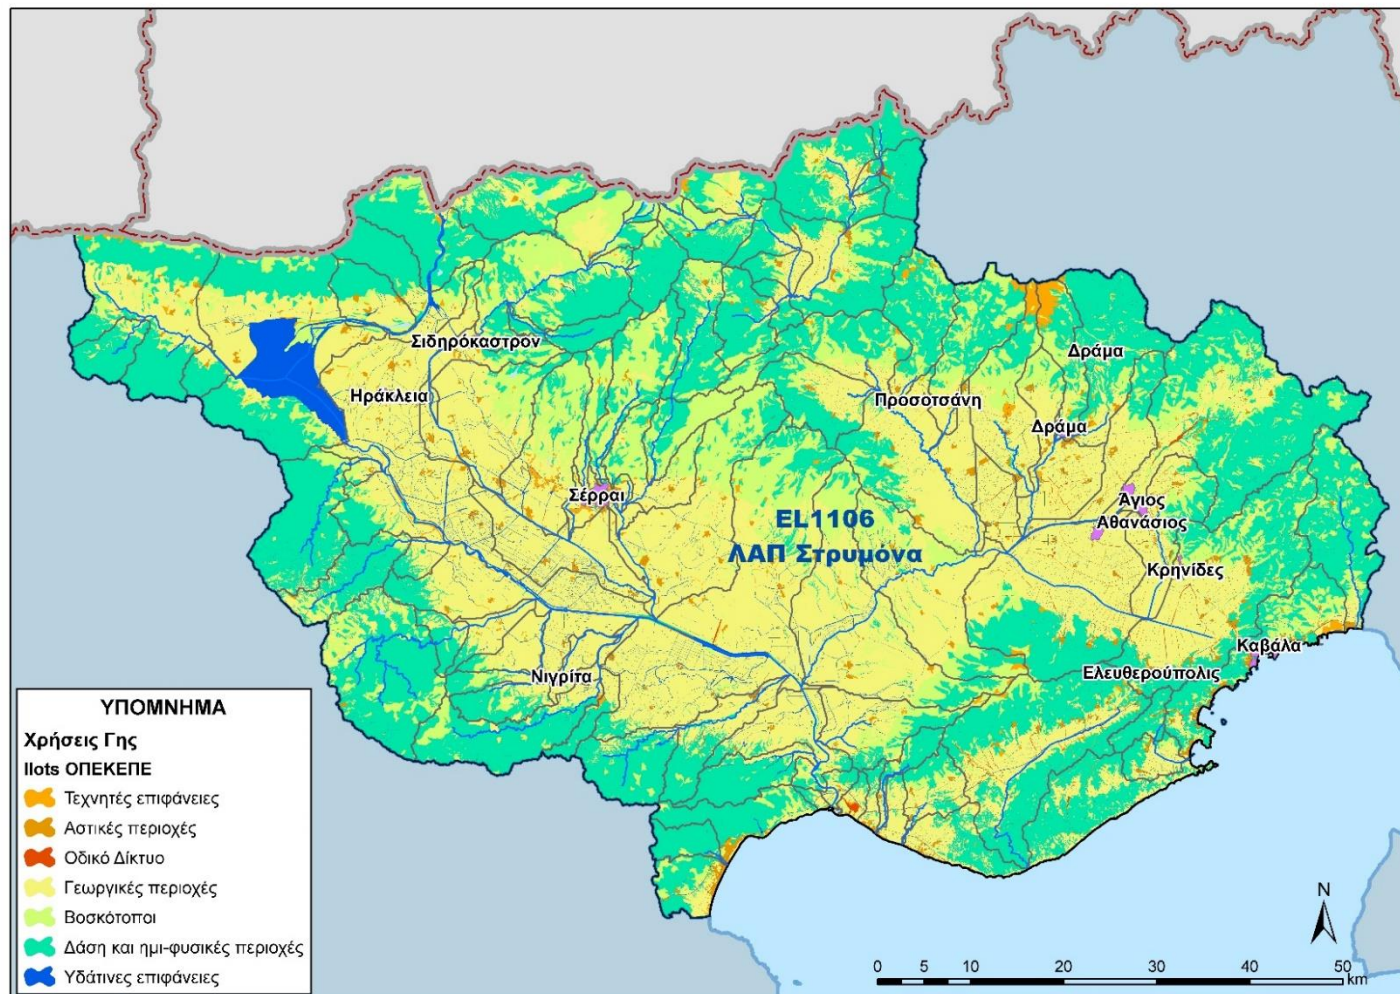 Σιδηρόκαστρον
Δράμα
Ηράκλεια
Προσοτσάνη
Δράμα
Σέρραι
Άγιος
Αθανάσιος
EL1106
ΛΑΠ Στρυμόνα
Κρηνίδες
Καβάλα
Νιγρίτα
Ελευθερούπολις
ΥΠΟΜΝΗΜΑ
Χρήσεις Γης
Ilots ΟΠΕΚΕΠΕ
Τεχνητές επιφάνειες
Αστικές περιοχές
Οδικό Δίκτυο
Γεωργικές περιοχές
Βοσκότοποι
Δάση και ημι-φυσικές περιοχές
Υδάτινες επιφάνειες
N
0 5 10 20 30 40 50
km